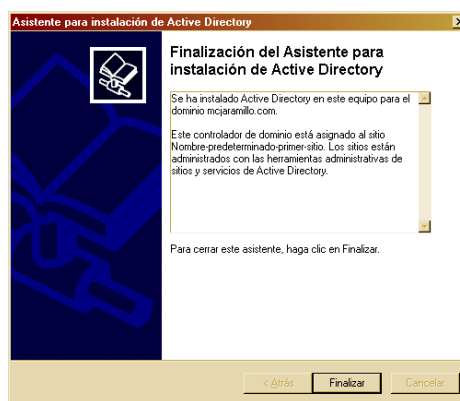 Asistente para instalación de Active Directory
Finalización del Asistente para
instalación de Active Directory
Se ha instalado Active Directory en este equipo para el
dominio mcjaramillo.com.
Este controlador de dominio está asignado al sitio
Nombre-predeterminado-primer-sitio. Los sitios están
administrados con las herramientas administrativas de
sitios y servicios de Active Directory.
Para cerrar este asistente, haga clic en Finalizar.
< Atrás
Finalizar
Cancelar